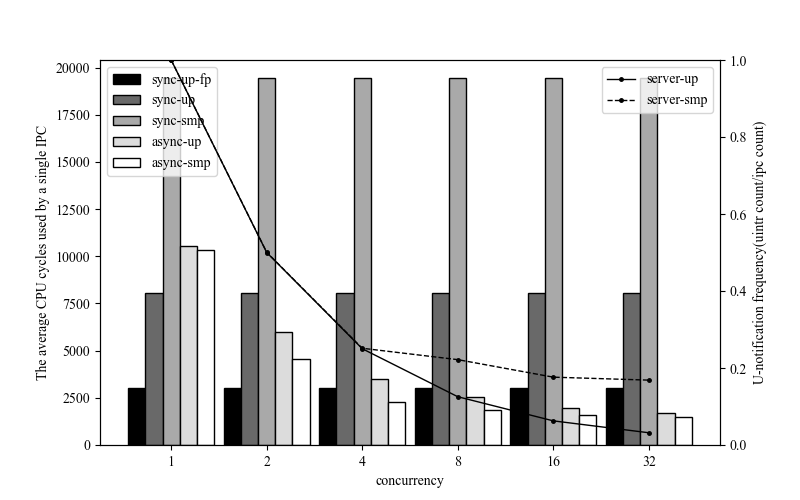 20000
17500
15000
12500
10000
7500
5000
2500
0
The average CPU cycles used by a single IPC
sync-up-fp
sync-up
sync-smp
async-up
async-smp
server-up
server-smp
1.0
0.8
0.6
0.4
0.2
0.0
U-notification frequency(uintr count/ipc count)
1 2 4 8 16 32
concurrency